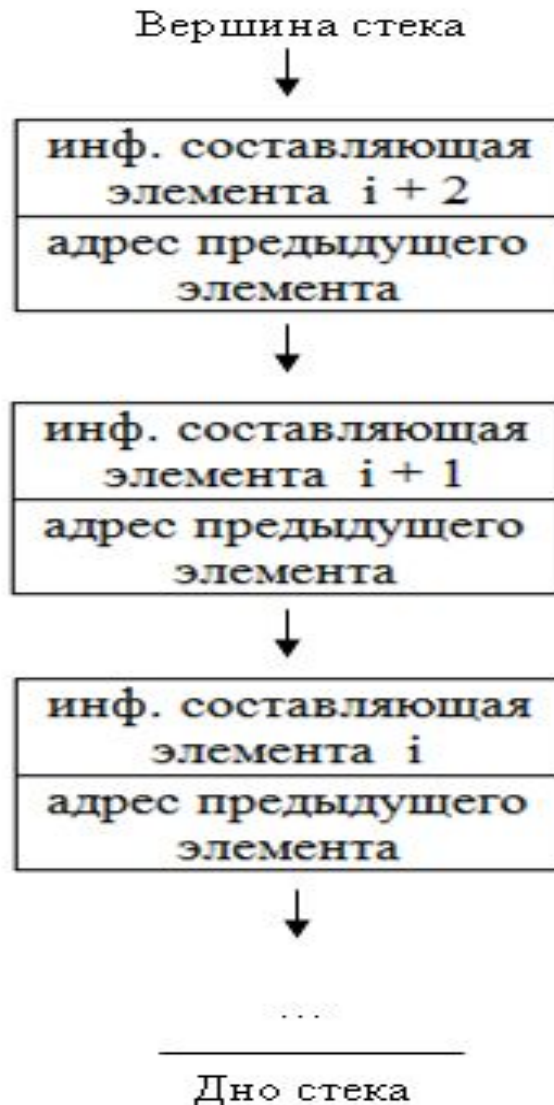 Вершина стека
инф. составляющая
элемента i + 2
адрес предыдущего
элемента
инф. составляющая
элемента i + 1
адрес предыдущего
элемента
инф. составляющая
элемента i
адрес предыдущего
элемента
...
Дно стека